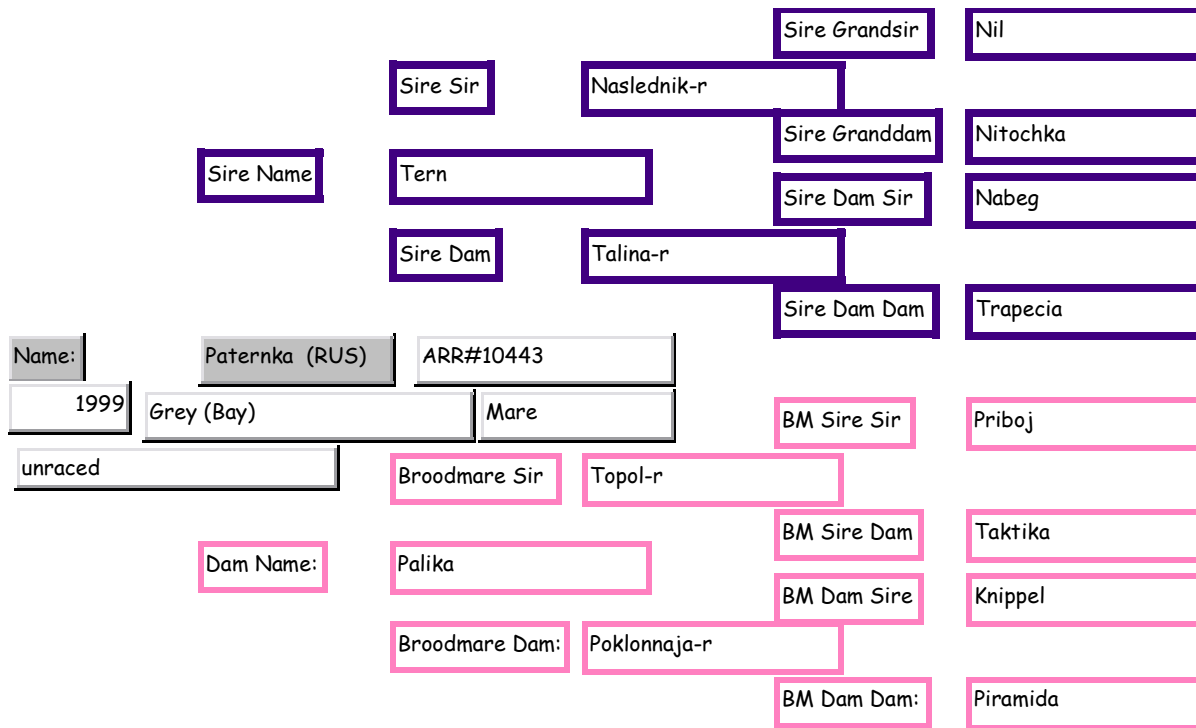 Sire Grandsir Nil
Sire Sir Naslednik-r
Sire Granddam Nitochka
Sire Name Tern
Sire Dam Sir Nabeg
Sire Dam Talina-r
Sire Dam Dam Trapecia
Name: Paternka (RUS) ARR#10443
1999 Grey (Bay) Mare
BM Sire Sir Priboj
unraced
Broodmare Sir Topol-r
BM Sire Dam Taktika
Dam Name: Palika
BM Dam Sire Knippel
Broodmare Dam: Poklonnaja-r
BM Dam Dam: Piramida